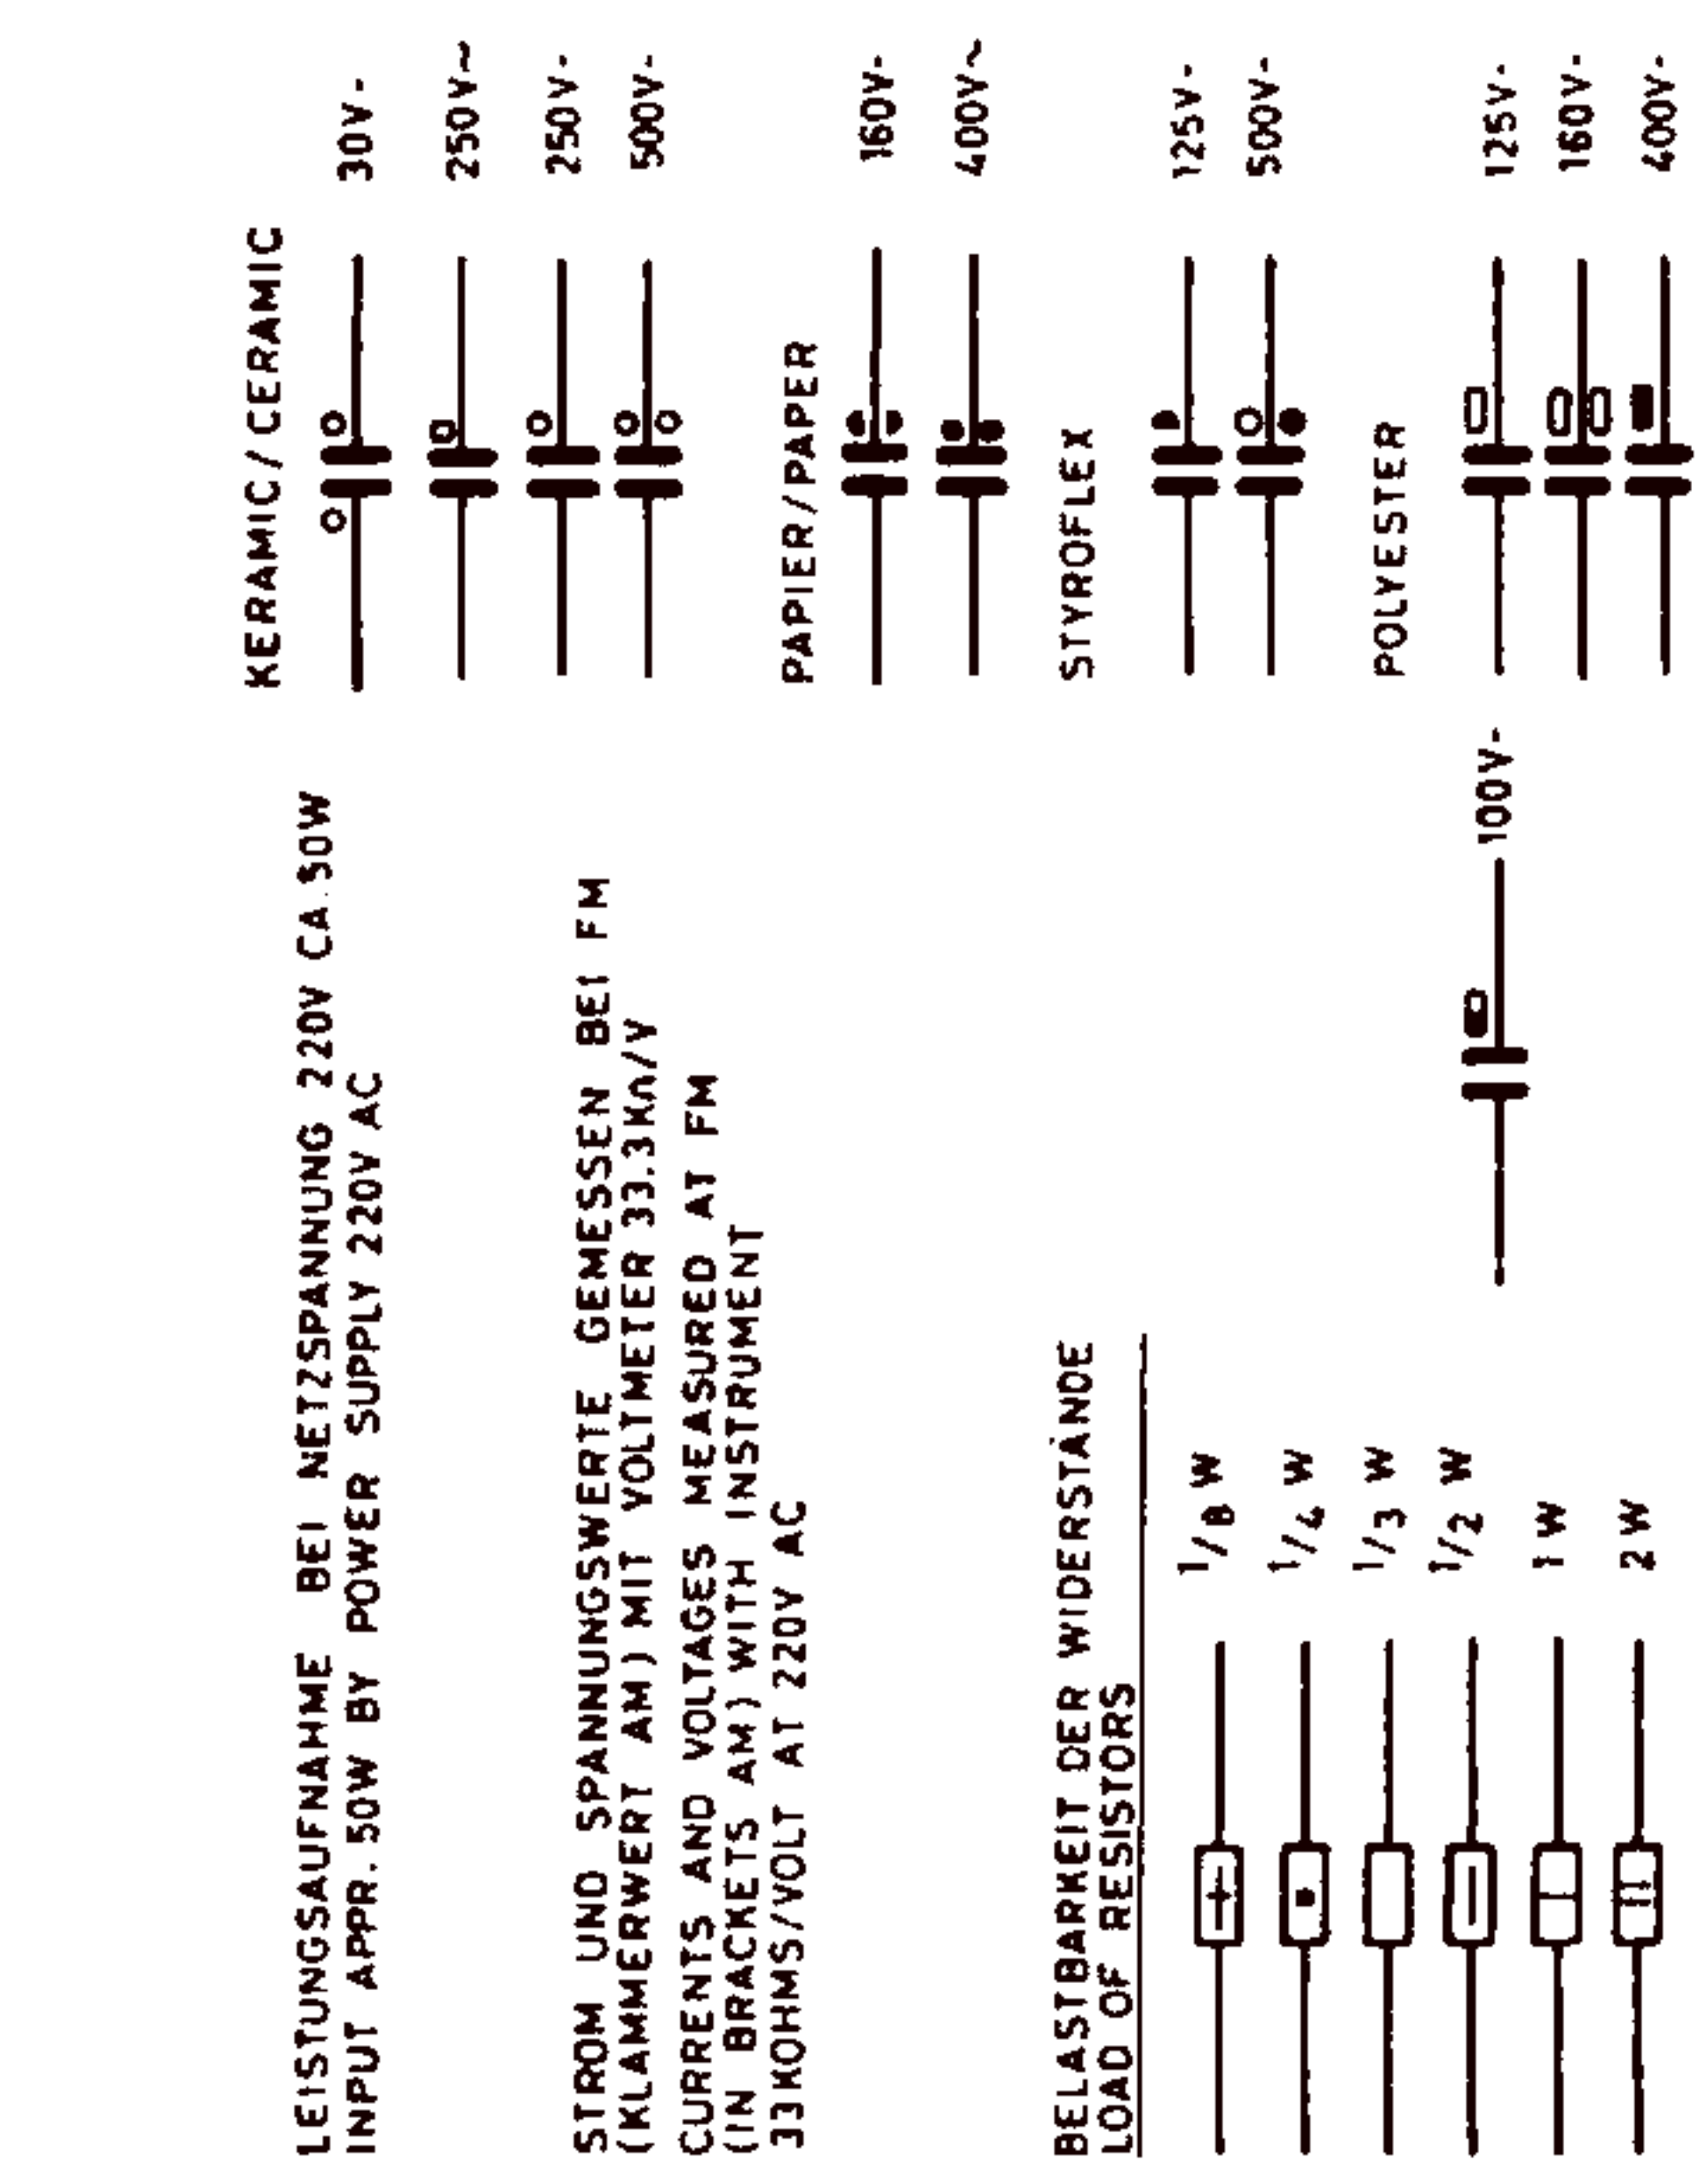 LEISTUNGSAUFNAHME BEI NETZSPANNUNG 220V CA.50W
INPUT APPR. 50W BY POWER SUPPLY 220V AC
STROM UND SPANNUNGSWERTE GEMESSEN BEI FM
(KLAMMERWERT AM) MIT VOLTMETER 33.3KΩ/V
CURRENTS AND VOLTAGES MEASURED AT FM
(IN BRACKETS AM) WITH INSTRUMENT
33KOHMS/VOLT AT 220V AC
BELASTBARKEIT DER WIDERSTÄNDE
LOAD OF RESISTORS
1/8 W
1/4 W
1/3 W
1/2 W
1 W
2 W
100V-
KERAMIC/CERAMIC
30V-
250V~
250V-
500V-
PAPIER/PAPER
160V-
400V~
STYROFLEX
125V-
500V-
POLYESTER
125V-
160V-
400V-